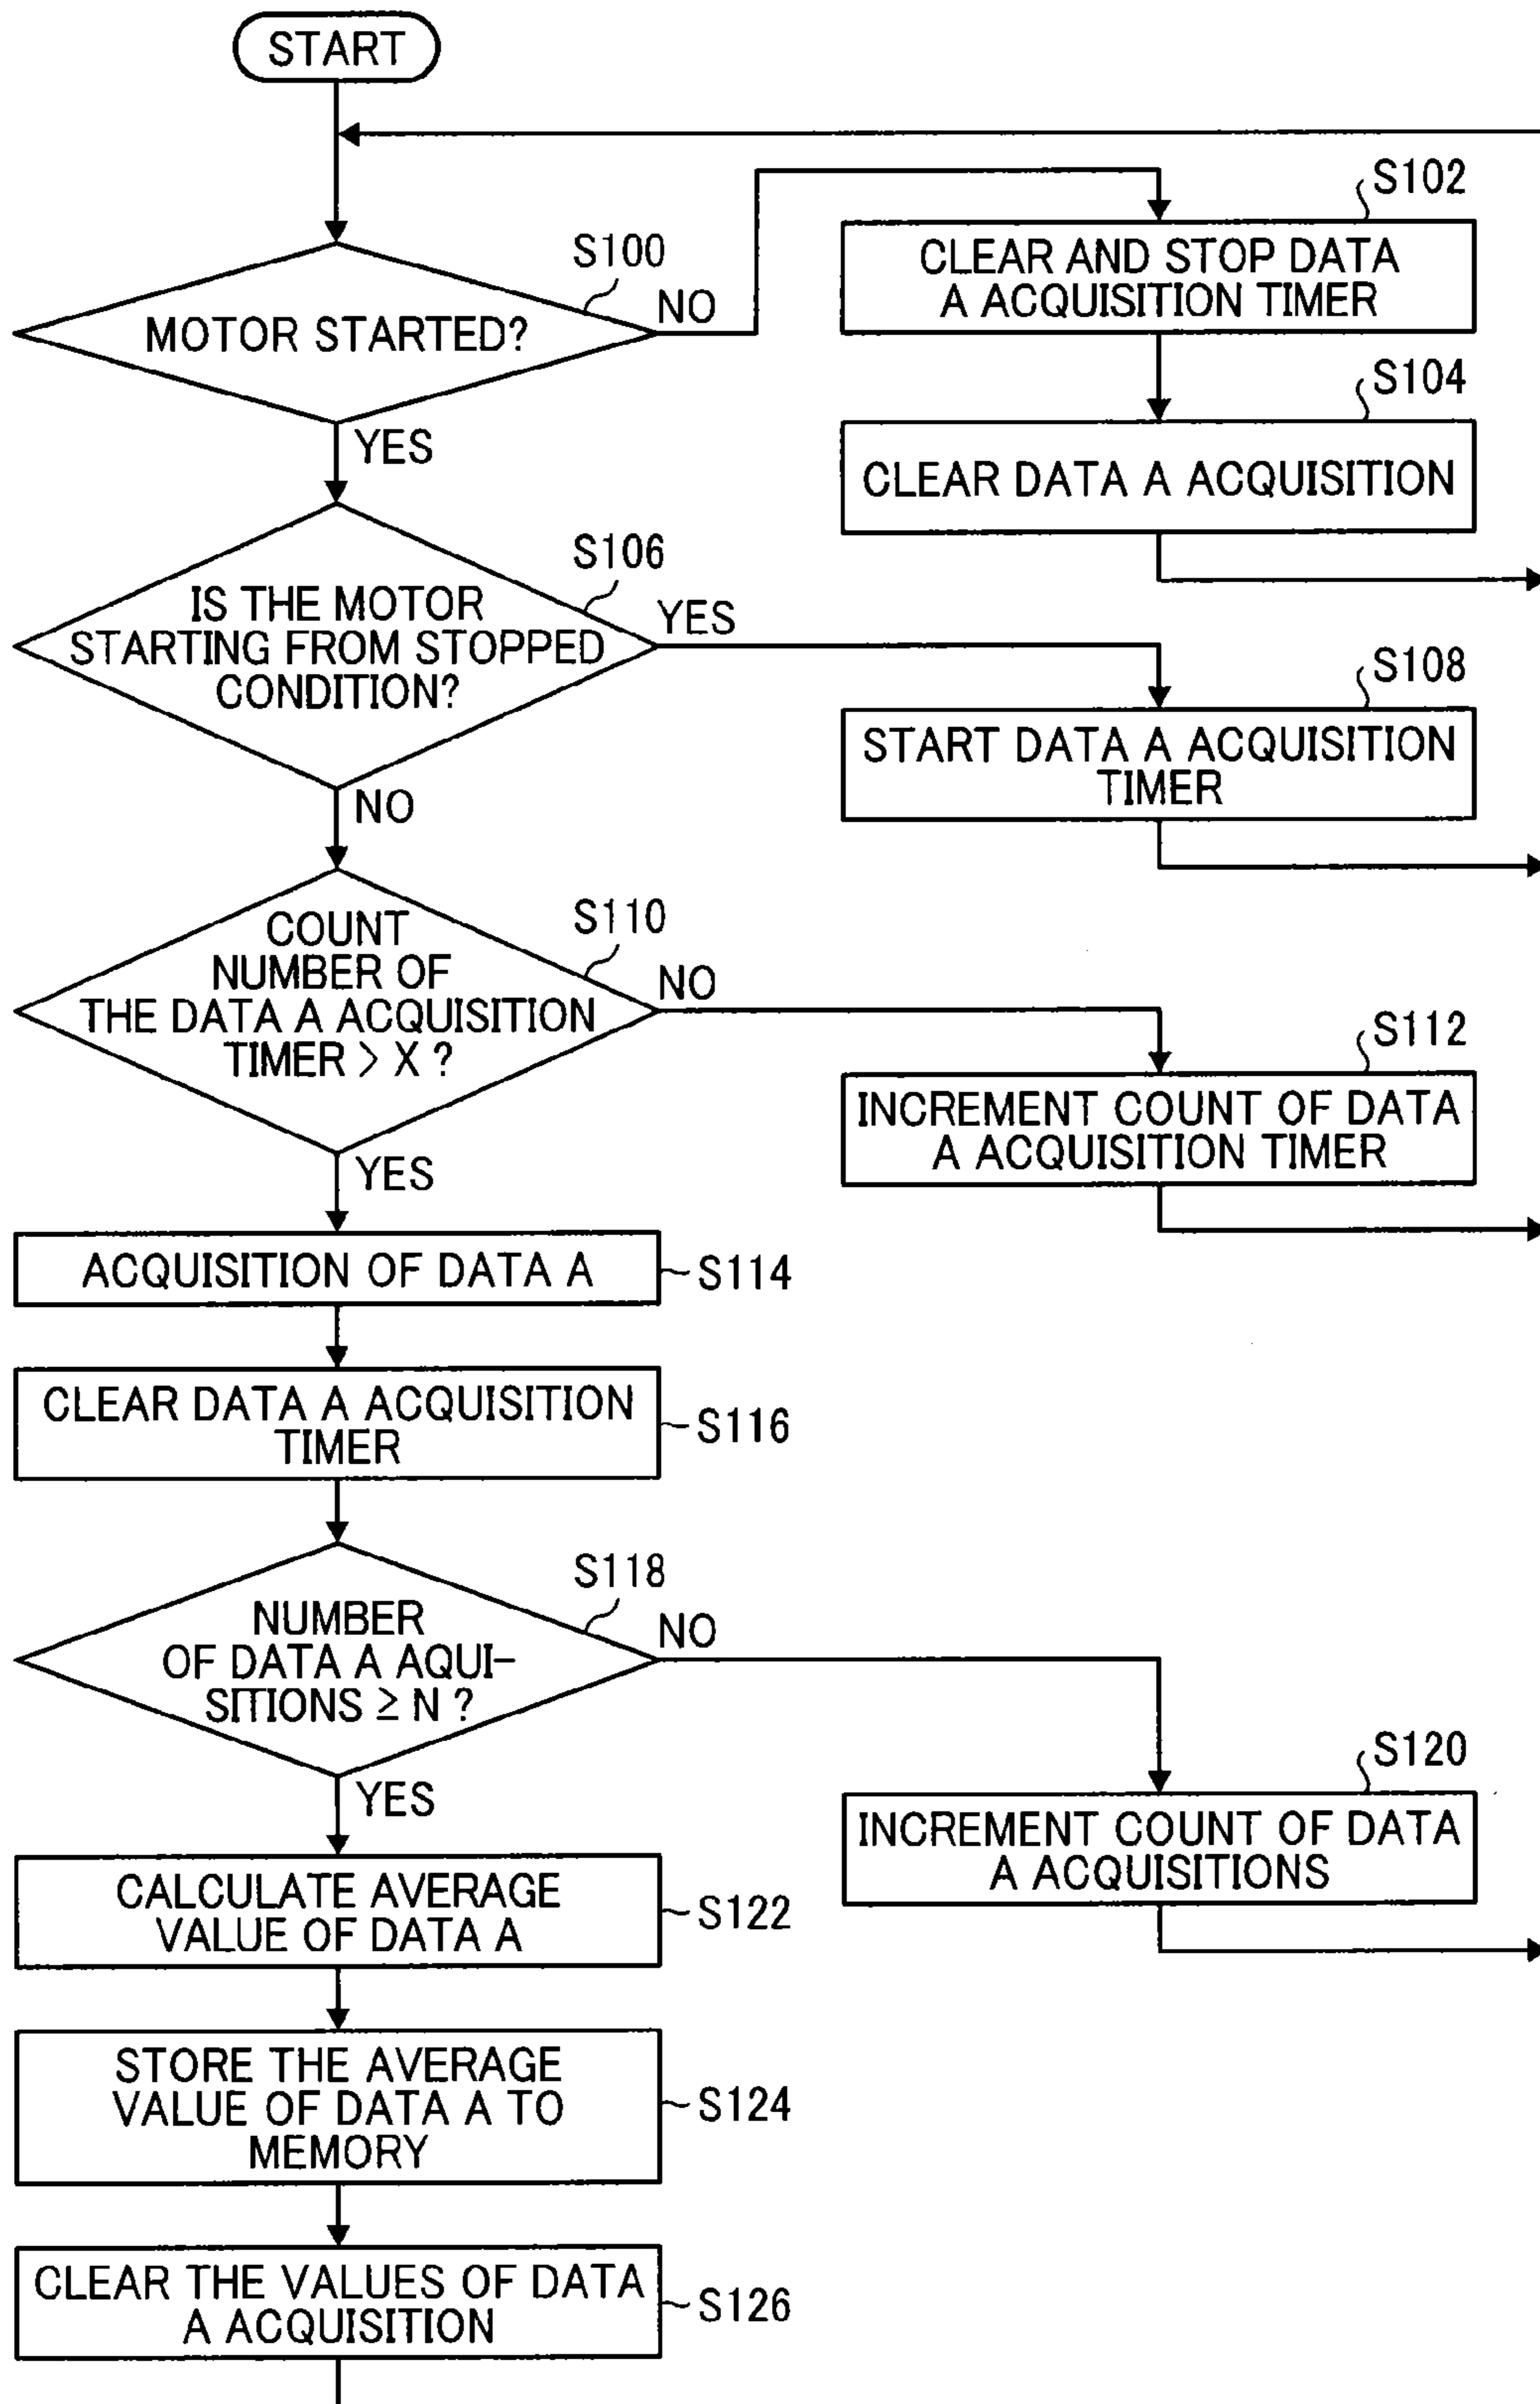 START
S100
MOTOR STARTED?
NO
YES
S102
CLEAR AND STOP DATA
A ACQUISITION TIMER
S104
CLEAR DATA A ACQUISITION
S106
IS THE MOTOR
STARTING FROM STOPPED
CONDITION?
YES
NO
S108
START DATA A ACQUISITION
TIMER
S110
COUNT
NUMBER OF
THE DATA A ACQUISITION
TIMER > X ?
NO
YES
S112
INCREMENT COUNT OF DATA
A ACQUISITION TIMER
ACQUISITION OF DATA A
S114
CLEAR DATA A ACQUISITION
TIMER
S116
S118
NUMBER
OF DATA A AQUI-
SITIONS ≥ N ?
NO
YES
S120
INCREMENT COUNT OF DATA
A ACQUISITIONS
CALCULATE AVERAGE
VALUE OF DATA A
S122
STORE THE AVERAGE
VALUE OF DATA A TO
MEMORY
S124
CLEAR THE VALUES OF DATA
A ACQUISITION
S126